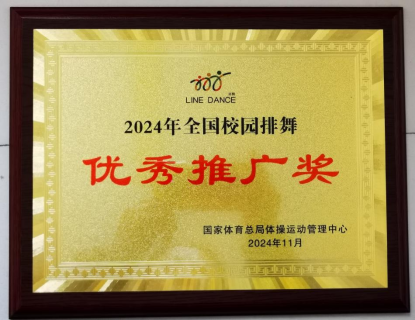 LINE DANCE
2024年全国校园排舞
优秀推广奖
国家体育总局体操运动管理中心
2024年11月